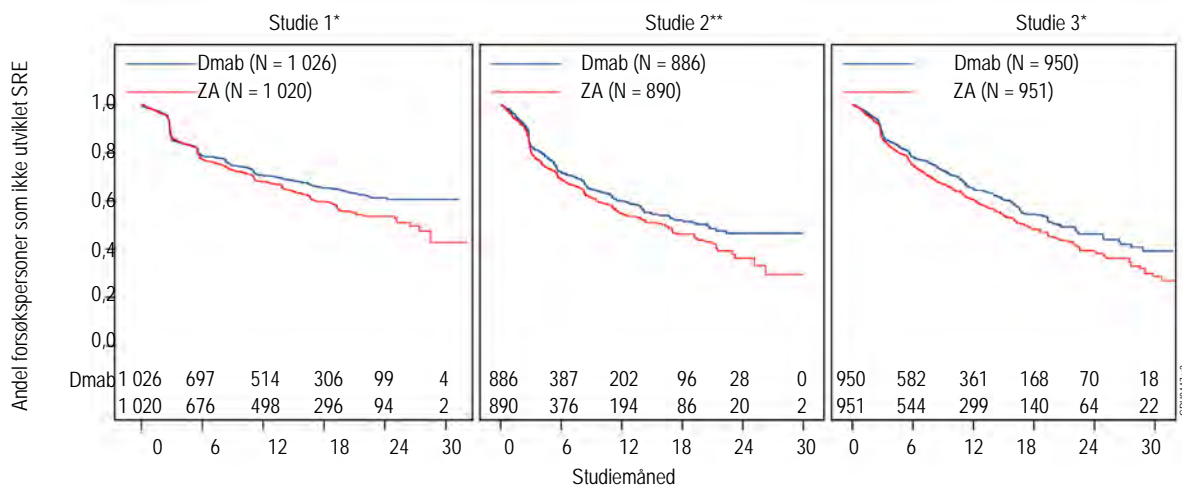 Studie 1* Studie 2** Studie 3*
Andel forsøkspersoner som ikke utviklet SRE
Dmab (N = 1 026) Dmab (N = 886) Dmab (N = 950)
ZA (N = 1 020) ZA (N = 890) ZA (N = 951)
1,0
0,8
0,6
0,4
0,2
0,0
Dmab 1 026 697 514 306 99 4 886 387 202 96 28 0 950 582 361 168 70 18
1 020 676 498 296 94 2 890 376 194 86 20 2 951 544 299 140 64 22
0 6 12 18 24 30 0 6 12 18 24 30 0 6 12 18 24 30
Studiemåned